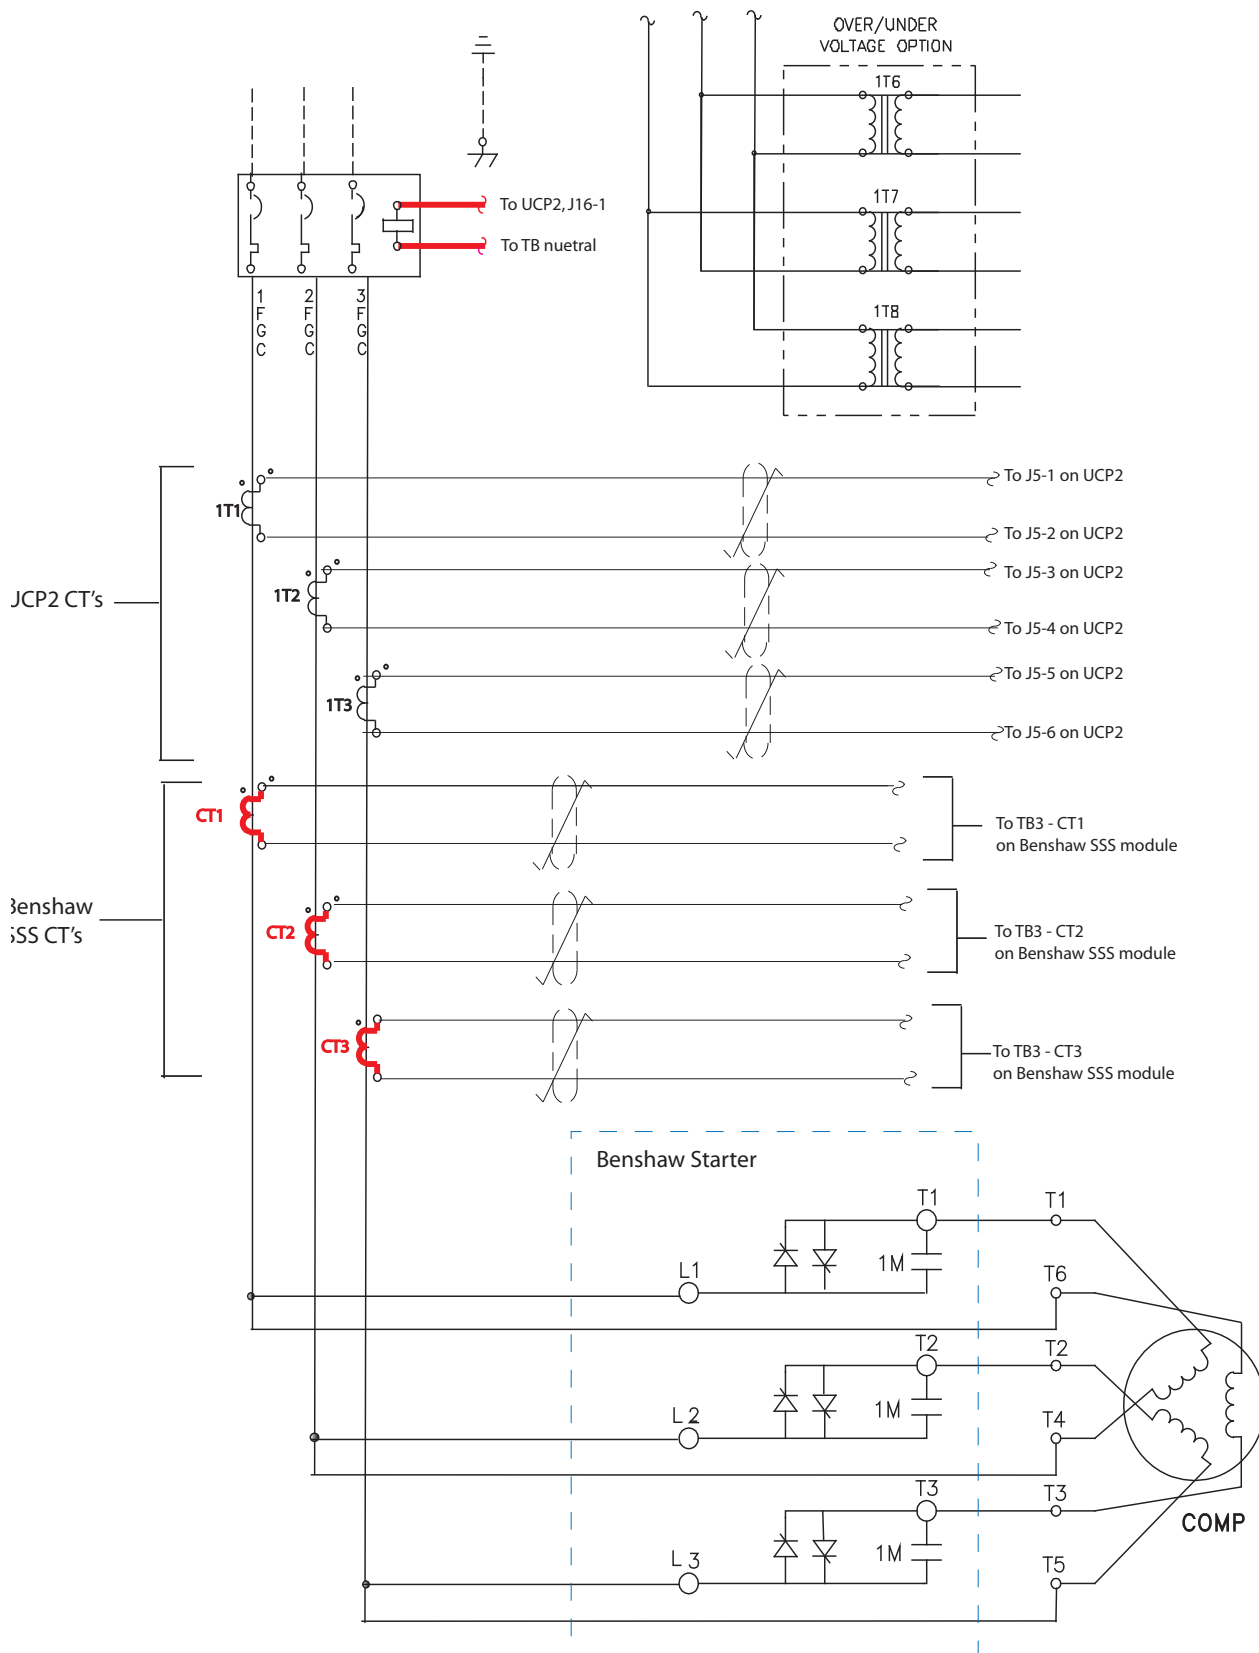 OVER/UNDER
VOLTAGE OPTION
1T6
1T7
1T8
To UCP2, J16-1
To TB nuetral
1
F
G
C
2
F
G
C
3
F
G
C
1T1
To J5-1 on UCP2
To J5-2 on UCP2
JCP2 CT's
1T2
To J5-3 on UCP2
To J5-4 on UCP2
1T3
To J5-5 on UCP2
To J5-6 on UCP2
CT1
To TB3 - CT1
on Benshaw SSS module
Benshaw
SSS CT's
CT2
To TB3 - CT2
on Benshaw SSS module
CT3
To TB3 - CT3
on Benshaw SSS module
Benshaw Starter
T1
T1
L1
1M
T6
T2
T2
L2
1M
T4
T3
T3
L3
1M
T5
COMP